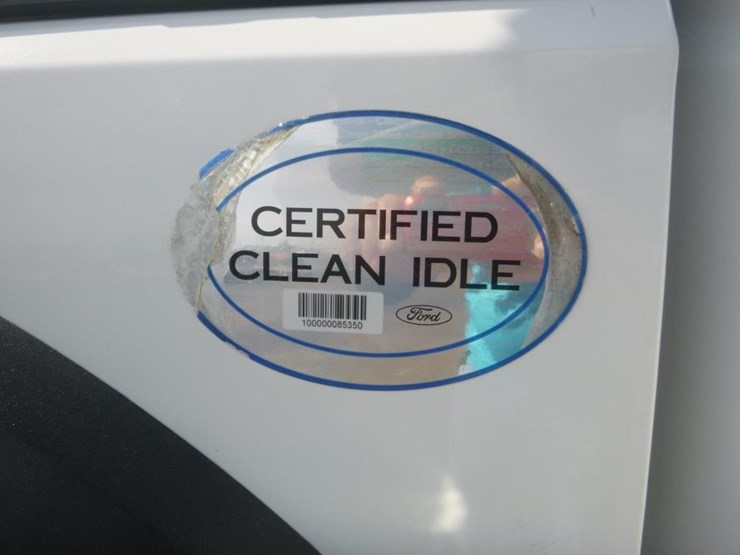 CERTIFIED
CLEAN IDLE
100000085350
Ford